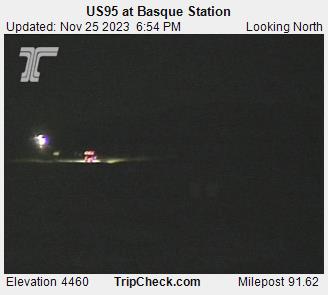 US95 at Basque Station
Updated: Nov 25 2023  6:54 PM
Looking North
Elevation 4460
TripCheck.com
Milepost 91.62